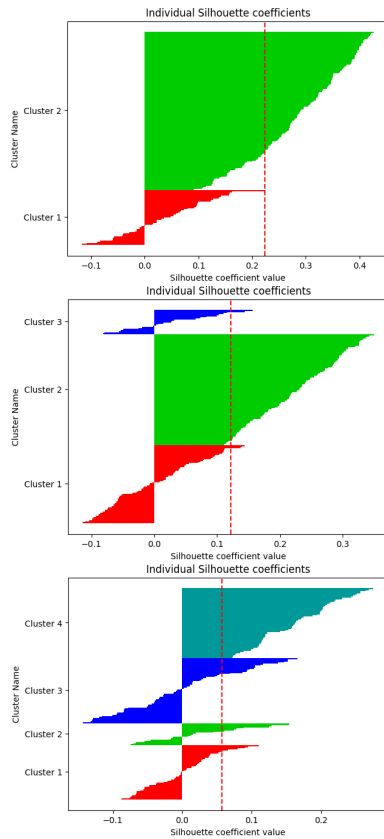 Individual Silhouette coefficients
Cluster Name
Cluster 2
Cluster 1
−0.1 0.0 0.1 0.2 0.3 0.4
Silhouette coefficient value
Individual Silhouette coefficients
Cluster Name
Cluster 3
Cluster 2
Cluster 1
−0.1 0.0 0.1 0.2 0.3
Silhouette coefficient value
Individual Silhouette coefficients
Cluster Name
Cluster 4
Cluster 3
Cluster 2
Cluster 1
−0.1 0.0 0.1 0.2
Silhouette coefficient value